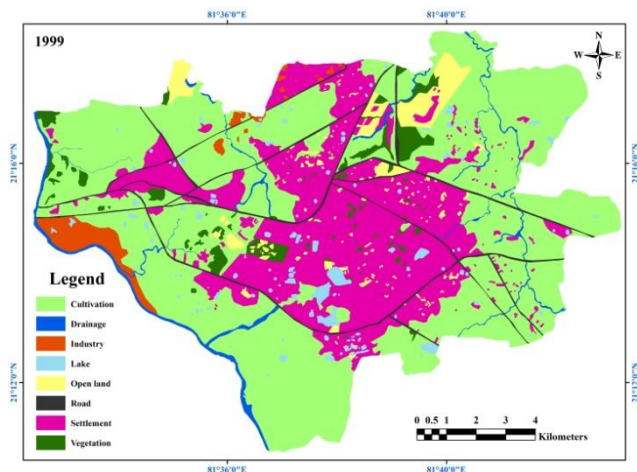 81°36'0"E 81°40'0"E
1999
N
W E
S
21°16'0"N 21°16'0"N
Legend
Cultivation
Drainage
Industry
Lake
Open land
Road
Settlement
Vegetation
21°12'0"N 21°12'0"N
0 0.5 1 2 3 4
Kilometers
81°36'0"E 81°40'0"E